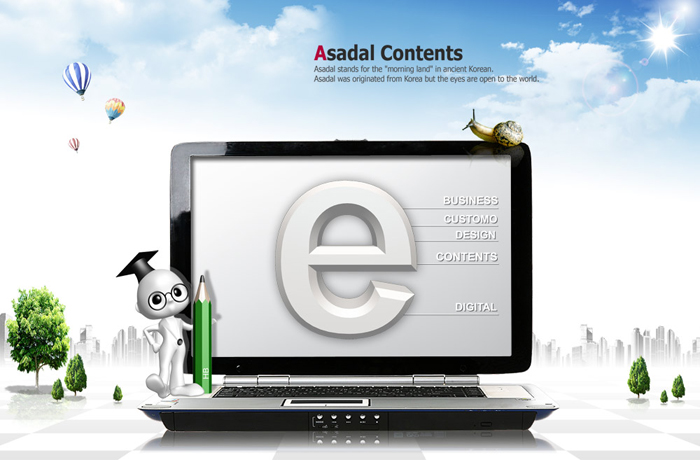 Asadal Contents
Asadal stands for the "morning land" in ancient Korean.
Asadal was originated from Korea but the eyes are open to the world.
e
BUSINESS
CUSTOMO
DESIGN
CONTENTS
DIGITAL
HB